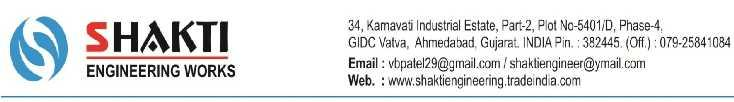 SHAKTI
ENGINEERING WORKS
34, Karnavati Industrial Estate, Part-2, Plot No-5401/D, Phase-4,
GIDC Vatva, Ahmedabad, Gujarat. INDIA Pin. : 382445. (Off.) : 079-25841084
Email : vbpatel29@gmail.com / shaktiengineer@ymail.com
Web. : www.shaktiengineering.tradeindia.com